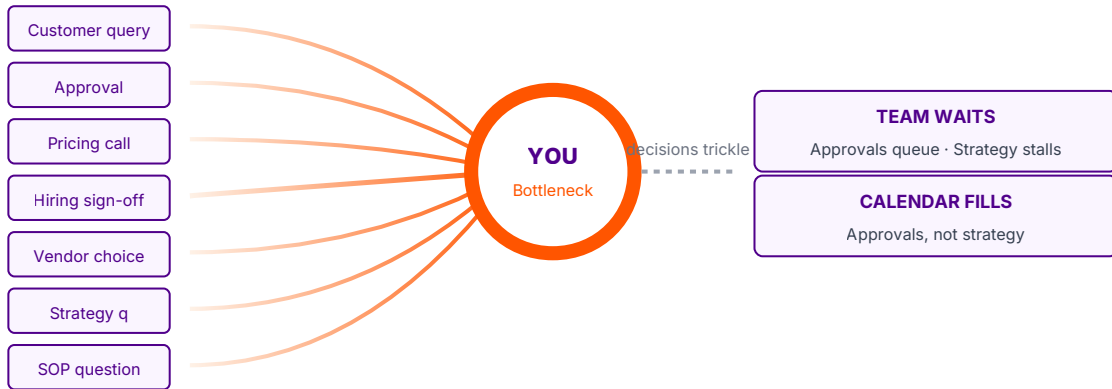 Customer query
Approval
Pricing call
Hiring sign-off
Vendor choice
Strategy q
SOP question
YOU
Bottleneck
decisions trickle
TEAM WAITS
Approvals queue · Strategy stalls
CALENDAR FILLS
Approvals, not strategy